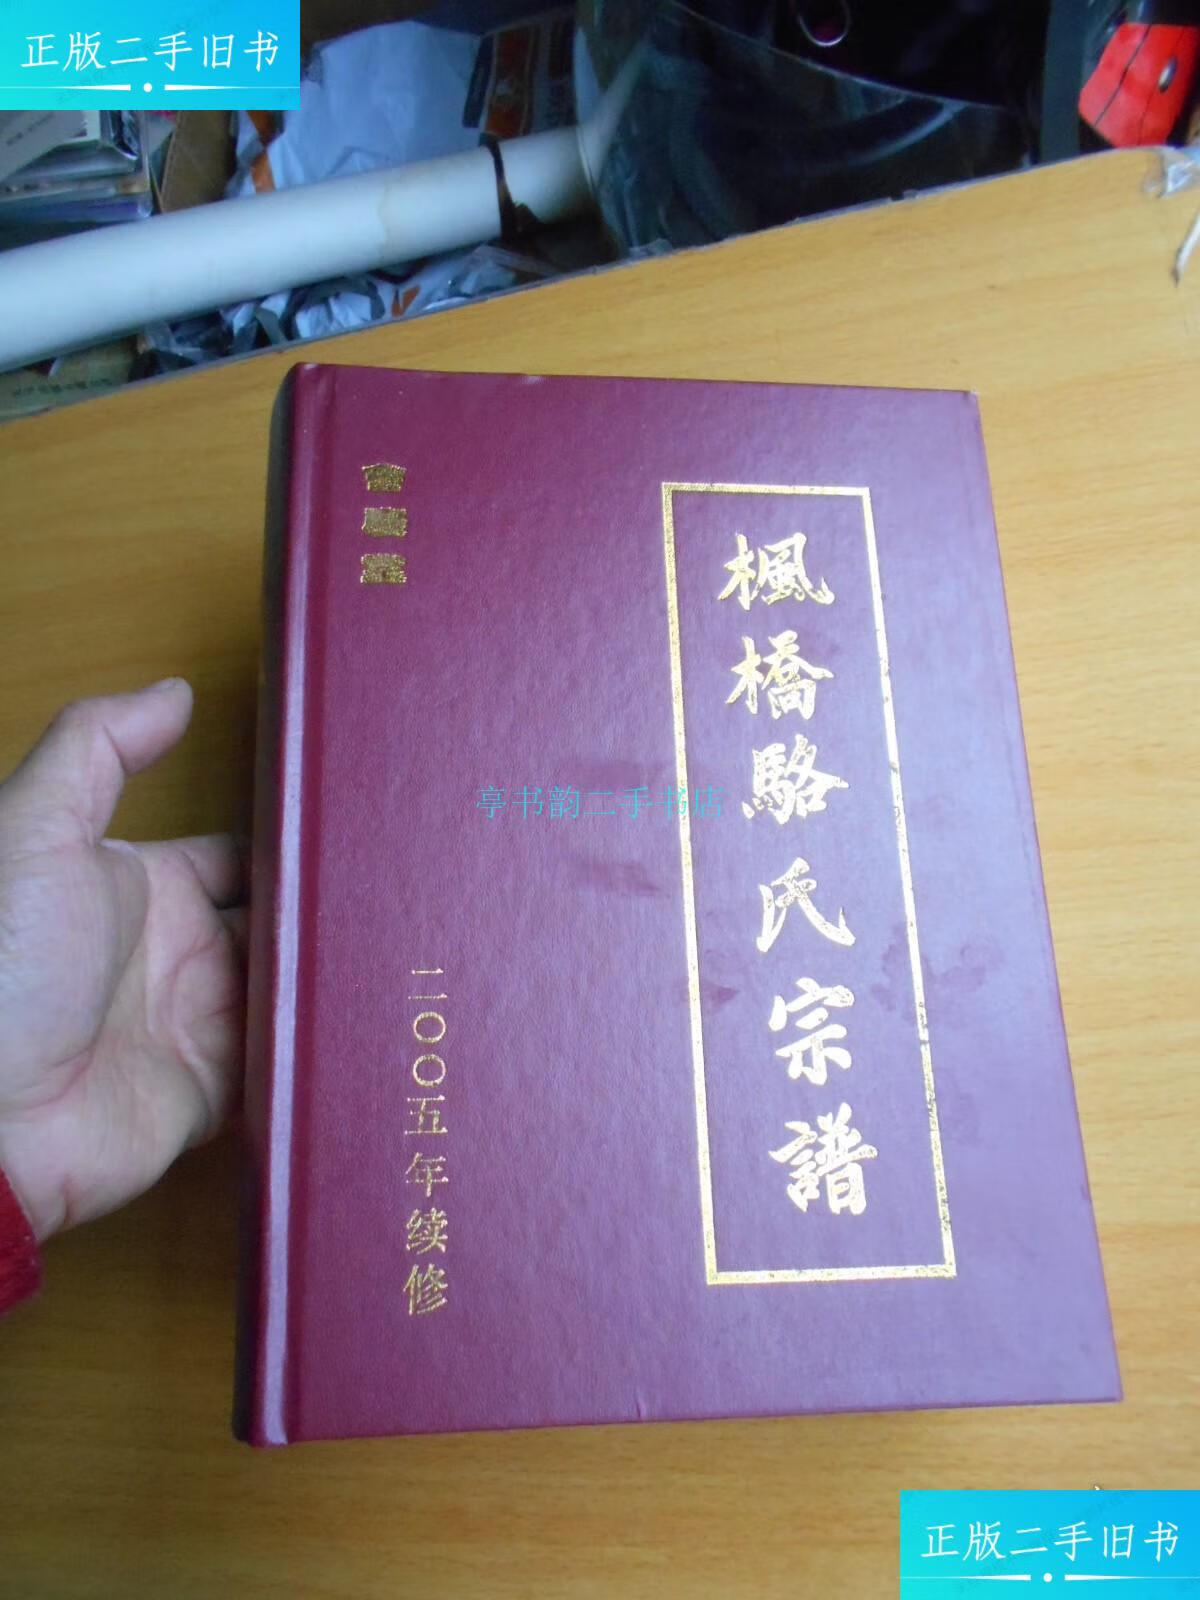 正版二手旧书
楓橋駱氏宗譜
二〇〇五年续修
亭书韵二手书店
正版二手旧书